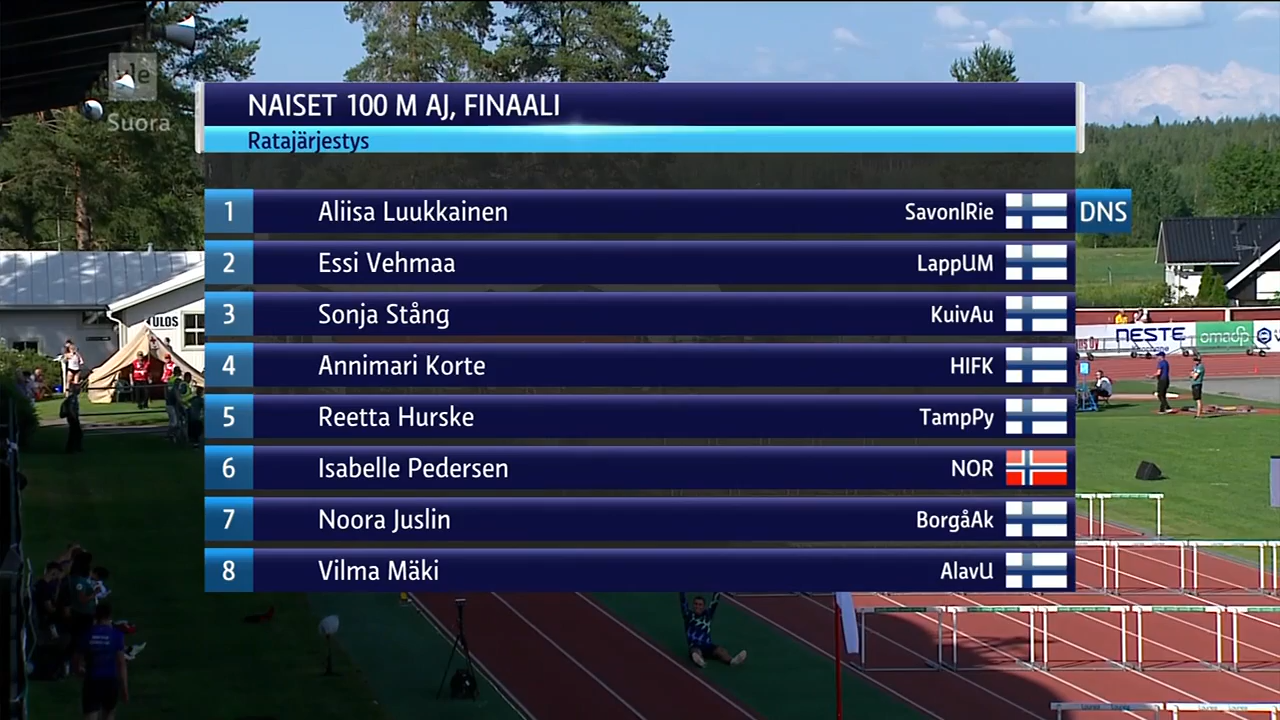 yle
Suora
NAISET 100 M AJ, FINAALI
Ratajärjestys
1 Aliisa Luukkainen SavonlRie DNS
2 Essi Vehmaa LappUM
3 Sonja Stång KuivAu
4 Annimari Korte HIFK
5 Reetta Hurske TampPy
6 Isabelle Pedersen NOR
7 Noora Juslin BorgåAk
8 Vilma Mäki AlavU
TULOS
NESTE
omaSp